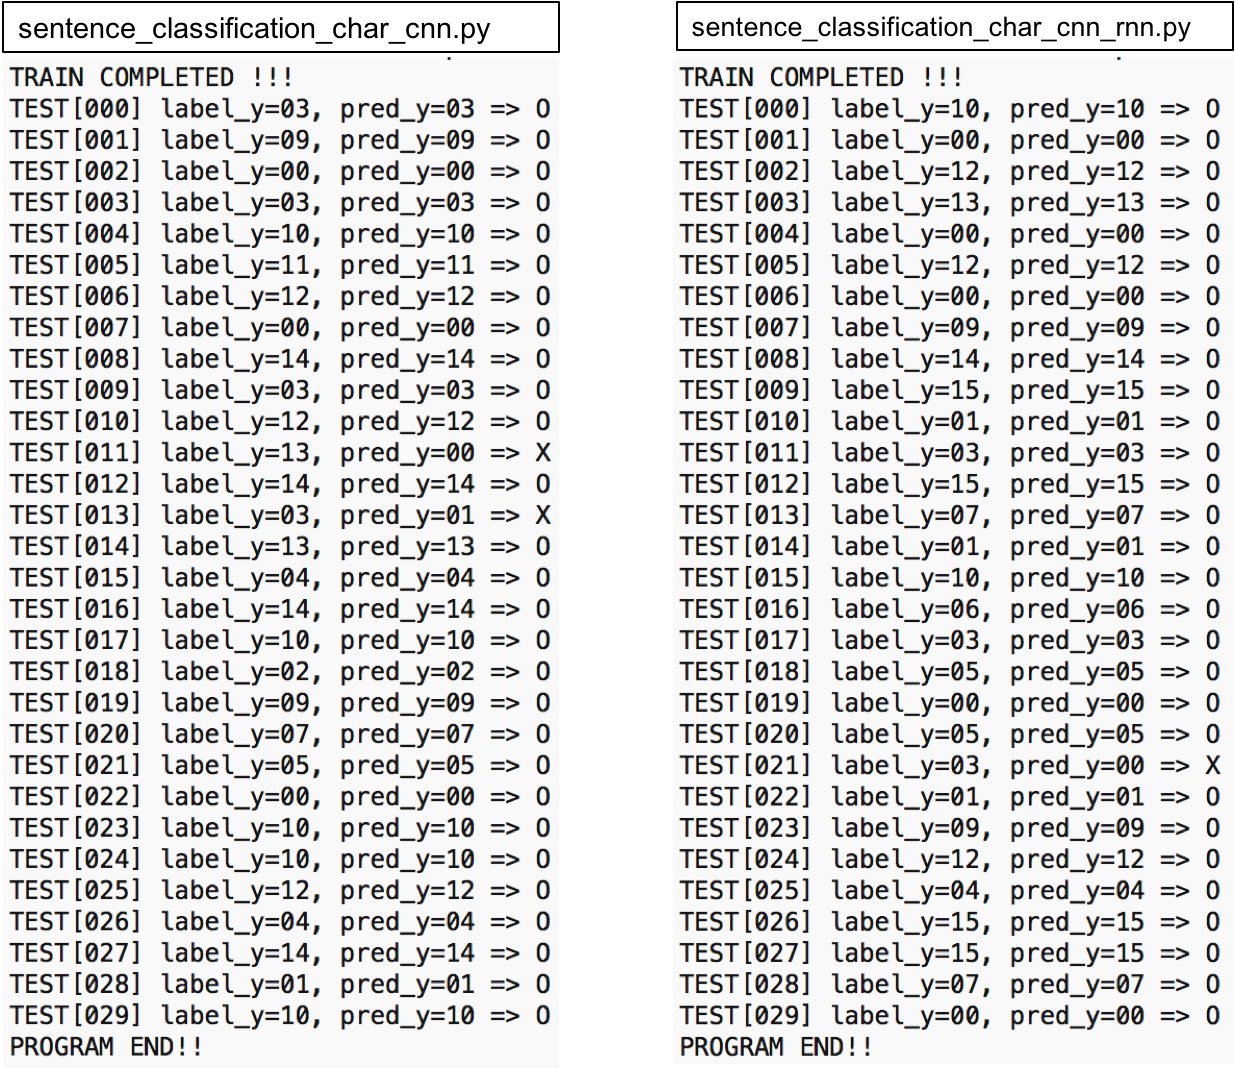 sentence_classification_char_cnn.py
TRAIN COMPLETED !!!
TEST[000] label_y=03, pred_y=03 => O
TEST[001] label_y=09, pred_y=09 => O
TEST[002] label_y=00, pred_y=00 => O
TEST[003] label_y=03, pred_y=03 => O
TEST[004] label_y=10, pred_y=10 => O
TEST[005] label_y=11, pred_y=11 => O
TEST[006] label_y=12, pred_y=12 => O
TEST[007] label_y=00, pred_y=00 => O
TEST[008] label_y=14, pred_y=14 => O
TEST[009] label_y=03, pred_y=03 => O
TEST[010] label_y=12, pred_y=12 => O
TEST[011] label_y=13, pred_y=00 => X
TEST[012] label_y=14, pred_y=14 => O
TEST[013] label_y=03, pred_y=01 => X
TEST[014] label_y=13, pred_y=13 => O
TEST[015] label_y=04, pred_y=04 => O
TEST[016] label_y=14, pred_y=14 => O
TEST[017] label_y=10, pred_y=10 => O
TEST[018] label_y=02, pred_y=02 => O
TEST[019] label_y=09, pred_y=09 => O
TEST[020] label_y=07, pred_y=07 => O
TEST[021] label_y=05, pred_y=05 => O
TEST[022] label_y=00, pred_y=00 => O
TEST[023] label_y=10, pred_y=10 => O
TEST[024] label_y=10, pred_y=10 => O
TEST[025] label_y=12, pred_y=12 => O
TEST[026] label_y=04, pred_y=04 => O
TEST[027] label_y=14, pred_y=14 => O
TEST[028] label_y=01, pred_y=01 => O
TEST[029] label_y=10, pred_y=10 => O
PROGRAM END!!
sentence_classification_char_cnn_rnn.py
TRAIN COMPLETED !!!
TEST[000] label_y=10, pred_y=10 => O
TEST[001] label_y=00, pred_y=00 => O
TEST[002] label_y=12, pred_y=12 => O
TEST[003] label_y=13, pred_y=13 => O
TEST[004] label_y=00, pred_y=00 => O
TEST[005] label_y=12, pred_y=12 => O
TEST[006] label_y=00, pred_y=00 => O
TEST[007] label_y=09, pred_y=09 => O
TEST[008] label_y=14, pred_y=14 => O
TEST[009] label_y=15, pred_y=15 => O
TEST[010] label_y=01, pred_y=01 => O
TEST[011] label_y=03, pred_y=03 => O
TEST[012] label_y=15, pred_y=15 => O
TEST[013] label_y=07, pred_y=07 => O
TEST[014] label_y=01, pred_y=01 => O
TEST[015] label_y=10, pred_y=10 => O
TEST[016] label_y=06, pred_y=06 => O
TEST[017] label_y=03, pred_y=03 => O
TEST[018] label_y=05, pred_y=05 => O
TEST[019] label_y=00, pred_y=00 => O
TEST[020] label_y=05, pred_y=05 => O
TEST[021] label_y=03, pred_y=00 => X
TEST[022] label_y=01, pred_y=01 => O
TEST[023] label_y=09, pred_y=09 => O
TEST[024] label_y=12, pred_y=12 => O
TEST[025] label_y=04, pred_y=04 => O
TEST[026] label_y=15, pred_y=15 => O
TEST[027] label_y=15, pred_y=15 => O
TEST[028] label_y=07, pred_y=07 => O
TEST[029] label_y=00, pred_y=00 => O
PROGRAM END!!